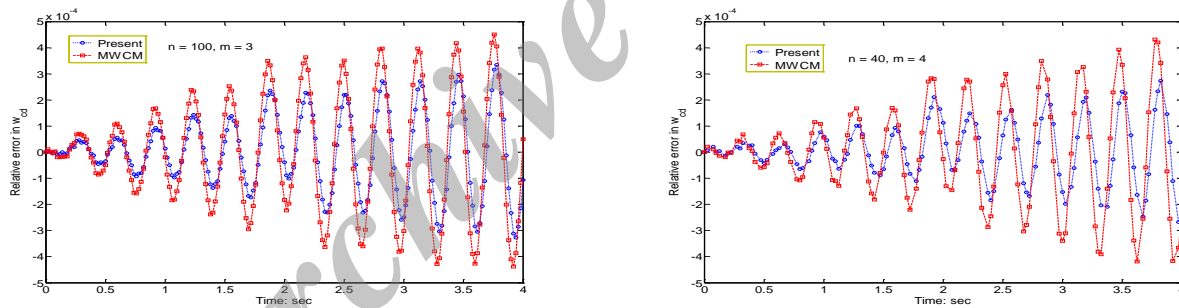 x 10^-4
5
4
3
2
1
0
-1
-2
-3
-4
-5
0 0.5 1 1.5 2 2.5 3 3.5 4
Relative error in w_cd
Time: sec
Present
MWCM
n = 100, m = 3
x 10^-4
5
4
3
2
1
0
-1
-2
-3
-4
-5
0 0.5 1 1.5 2 2.5 3 3.5 4
Relative error in w_cd
Time: sec
Present
MWCM
n = 40, m = 4
rchive